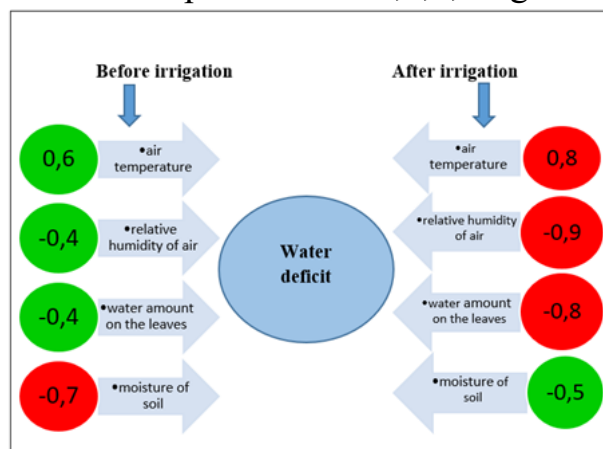 Before irrigation
After irrigation
0,6
•air
temperature
•air
temperature
0,8
-0,4
•relative
humidity of air
•relative humidity
of air
-0,9
Water
deficit
-0,4
•water amount
on the leaves
•water amount
on the leaves
-0,8
-0,7
•moisture of
soil
•moisture of
soil
-0,5